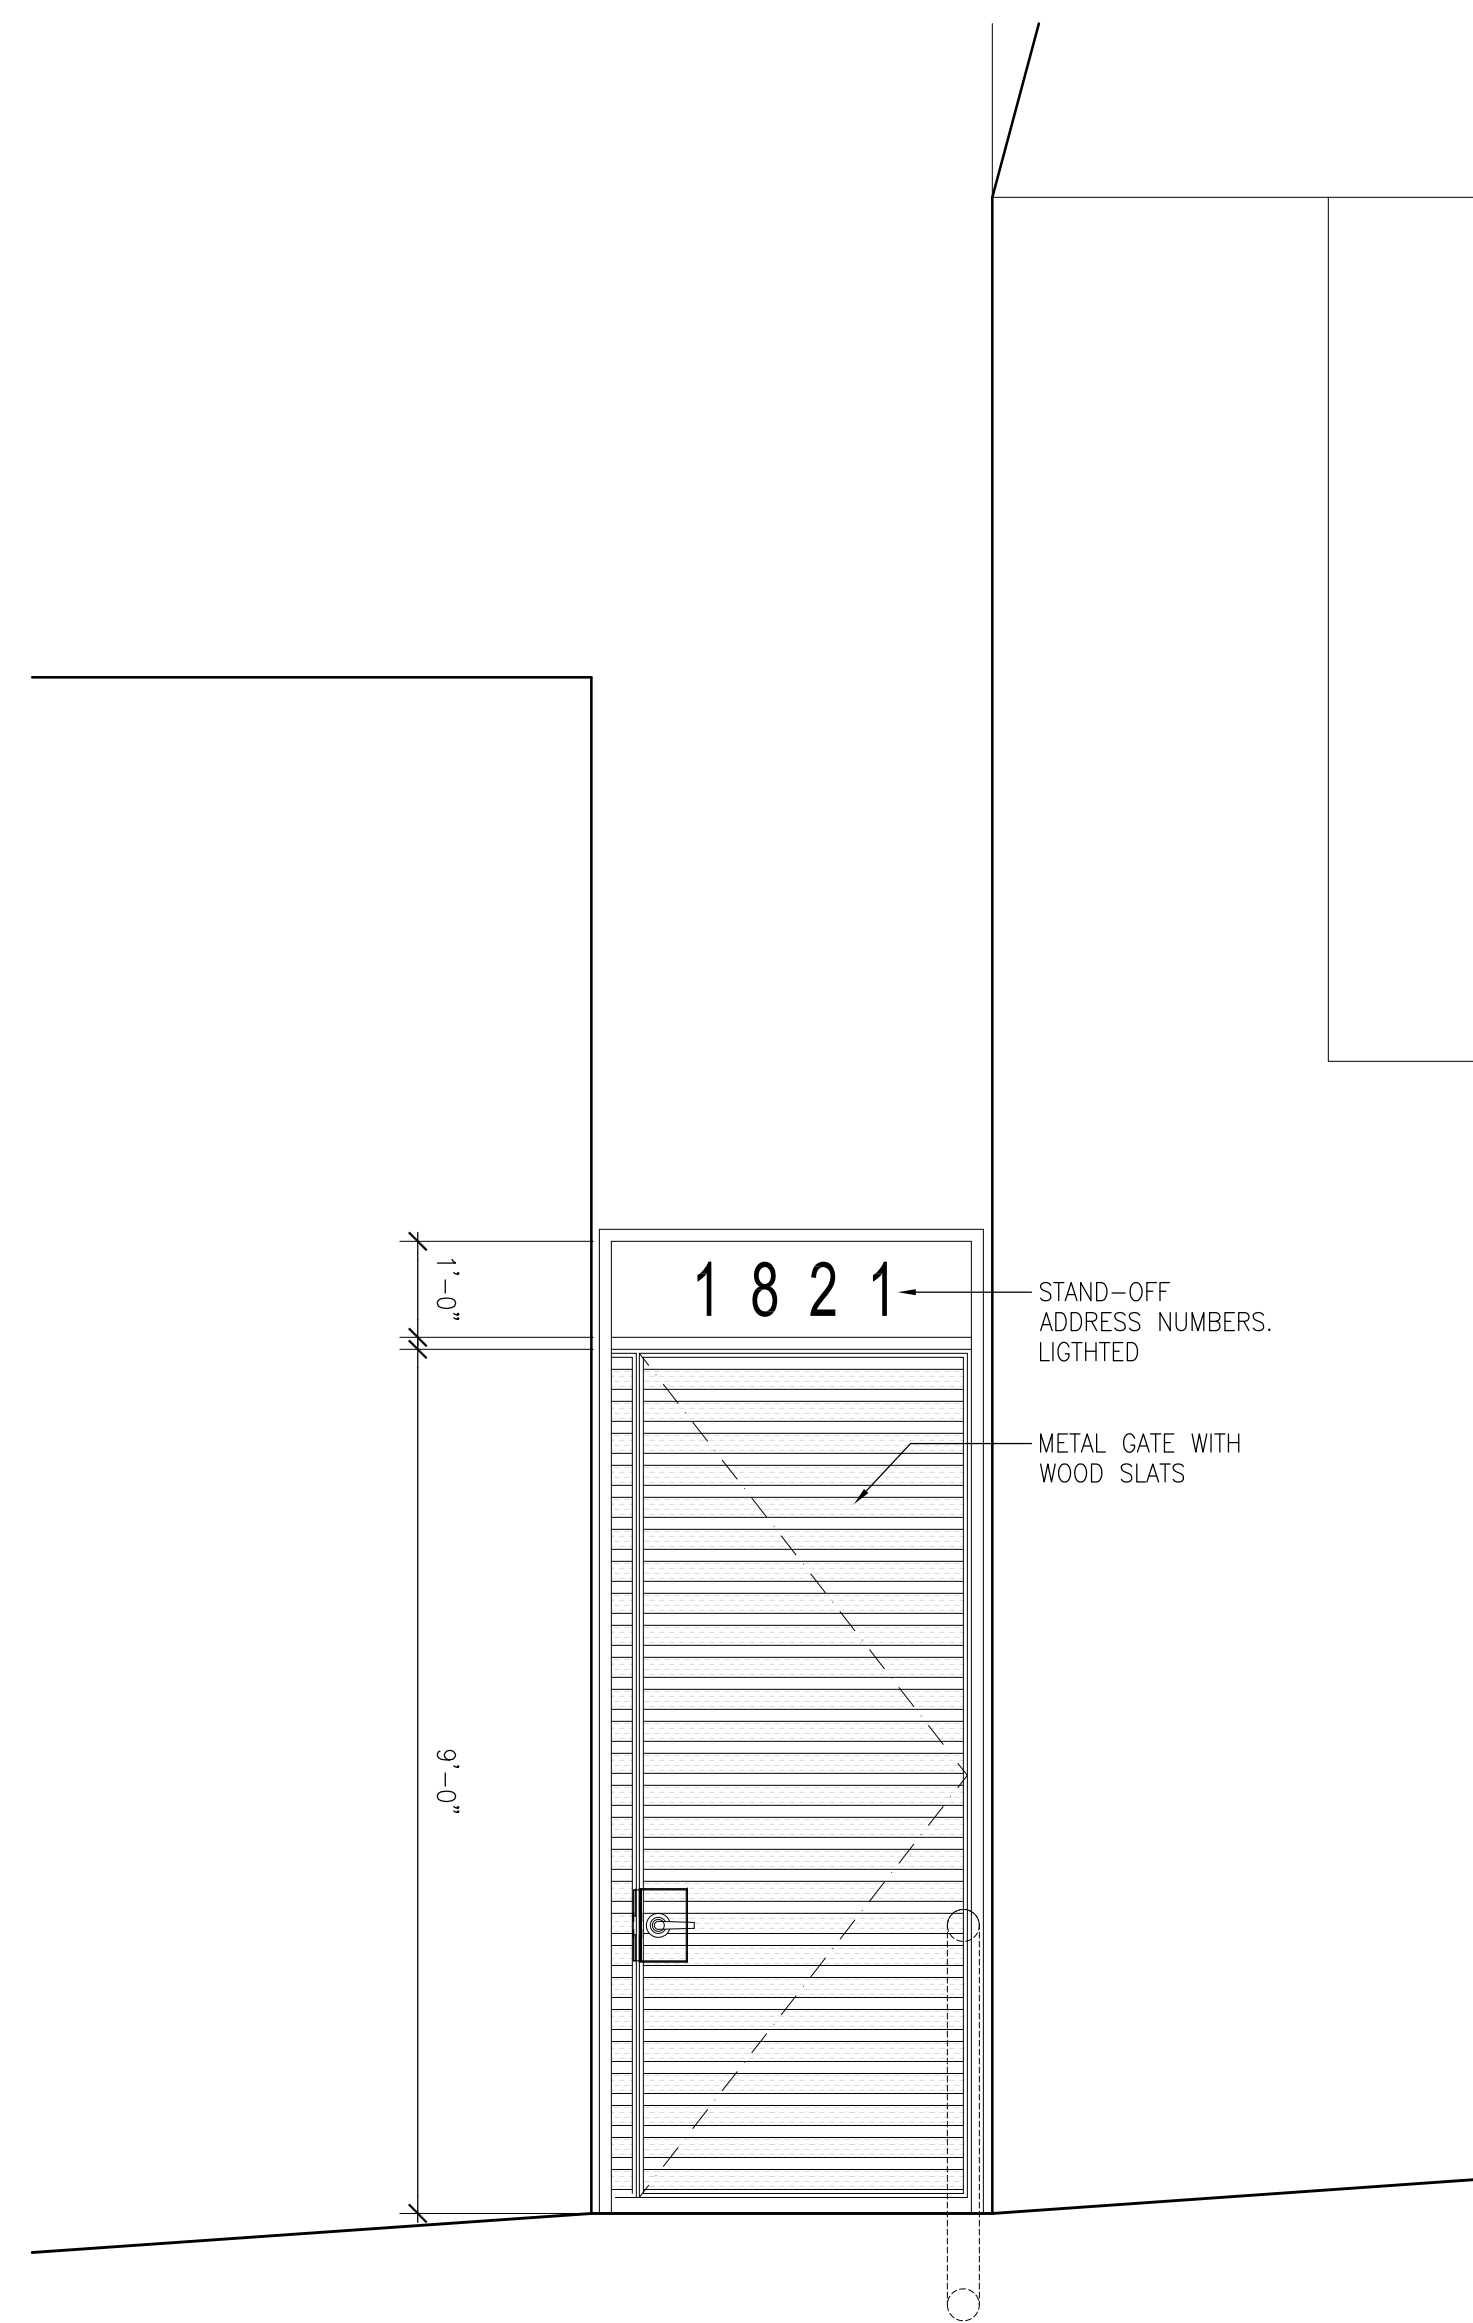 1 8 2 1
1'-0"
STAND-OFF
ADDRESS NUMBERS.
LIGTHTED
METAL GATE WITH
WOOD SLATS
9'-0"